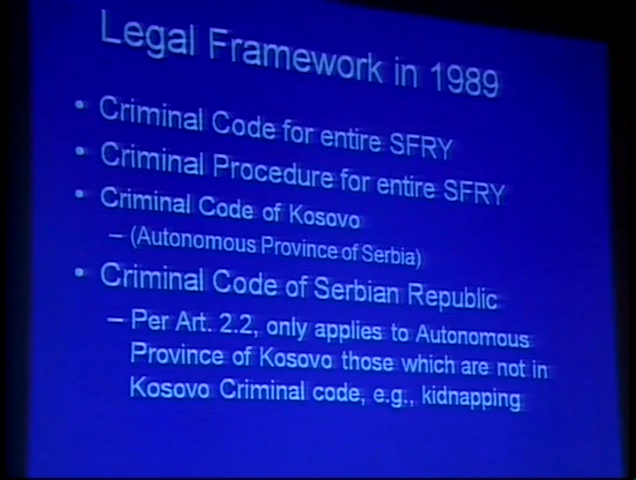 Legal Framework in 1989
• Criminal Code for entire SFRY
• Criminal Procedure for entire SFRY
• Criminal Code of Kosovo
– (Autonomous Province of Serbia)
• Criminal Code of Serbian Republic
– Per Art. 2.2, only applies to Autonomous
Province of Kosovo those which are not in
Kosovo Criminal code, e.g., kidnapping